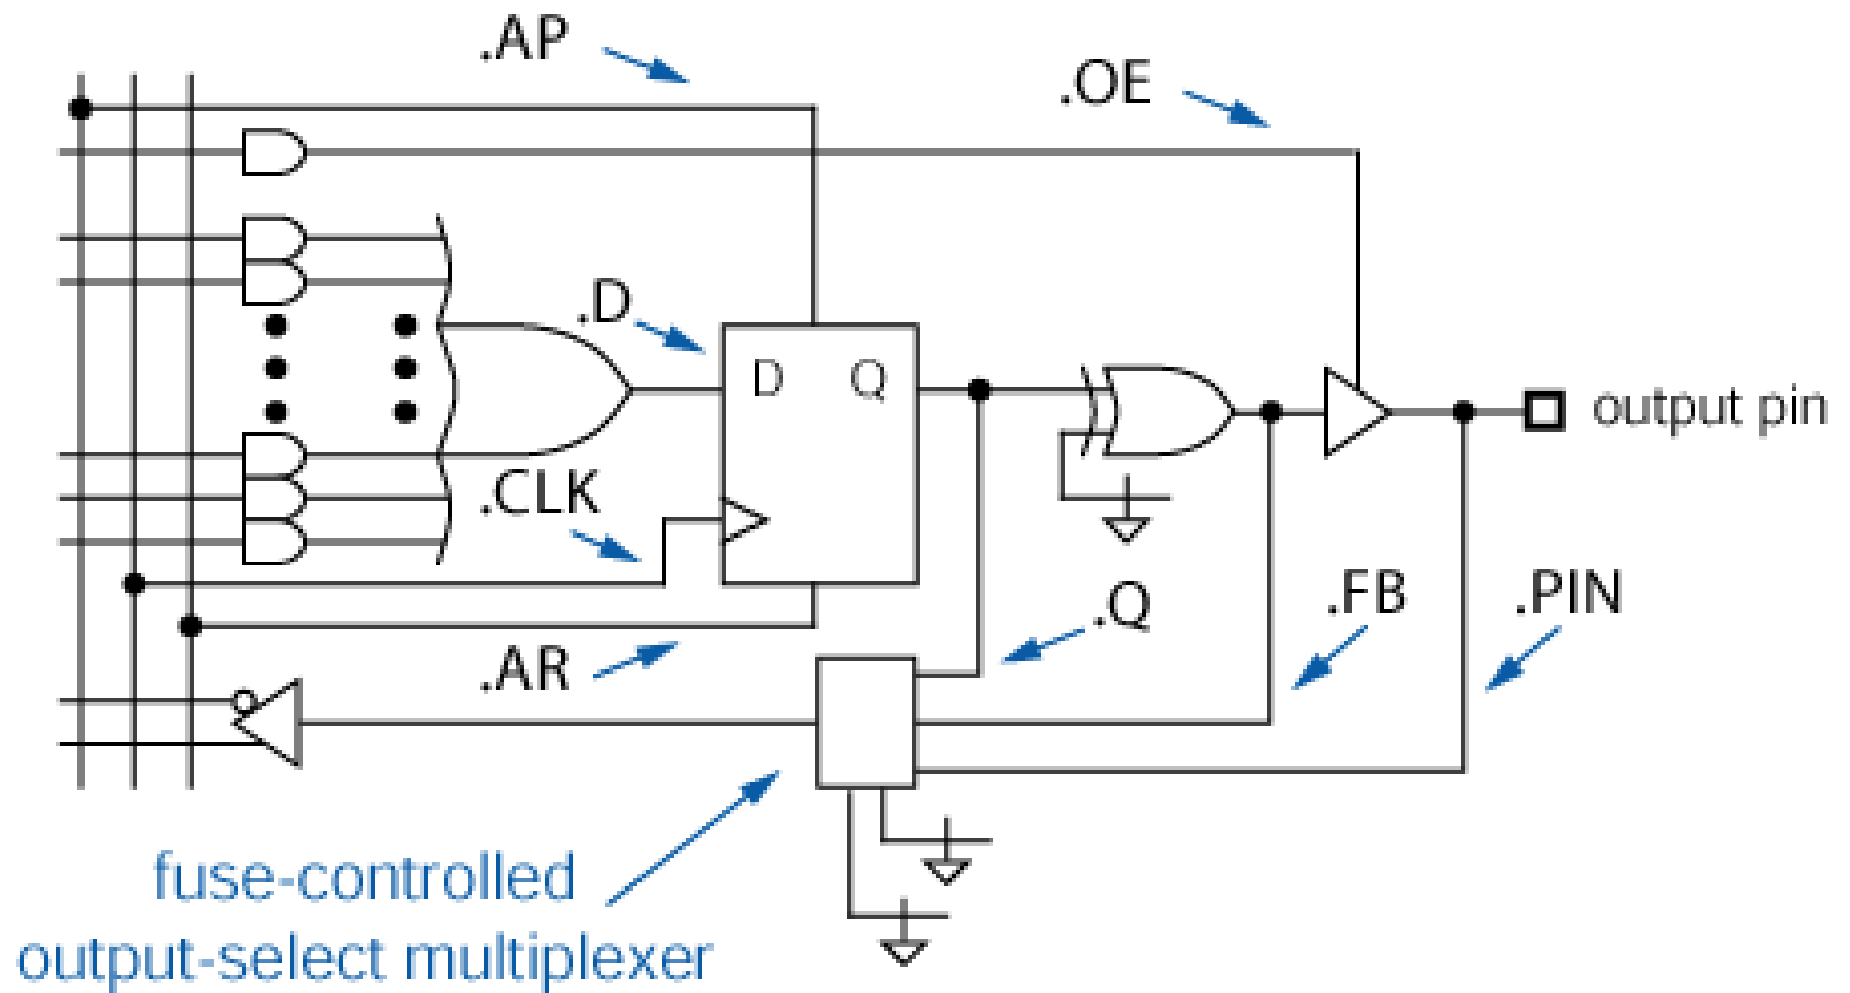 .AP
.OE
.D
D
Q
output pin
.CLK
.Q
.FB
.PIN
.AR
fuse-controlled
output-select multiplexer